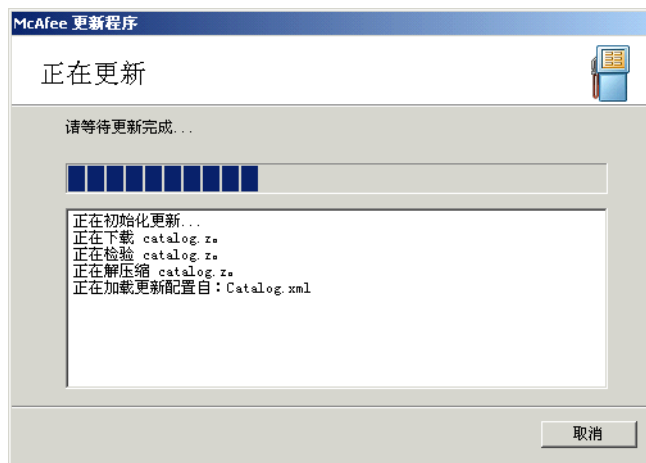 McAfee 更新程序
正在更新
请等待更新完成...
正在初始化更新...
正在下载 catalog.z。
正在检验 catalog.z。
正在解压缩 catalog.z。
正在加载更新配置自：Catalog.xml
取消